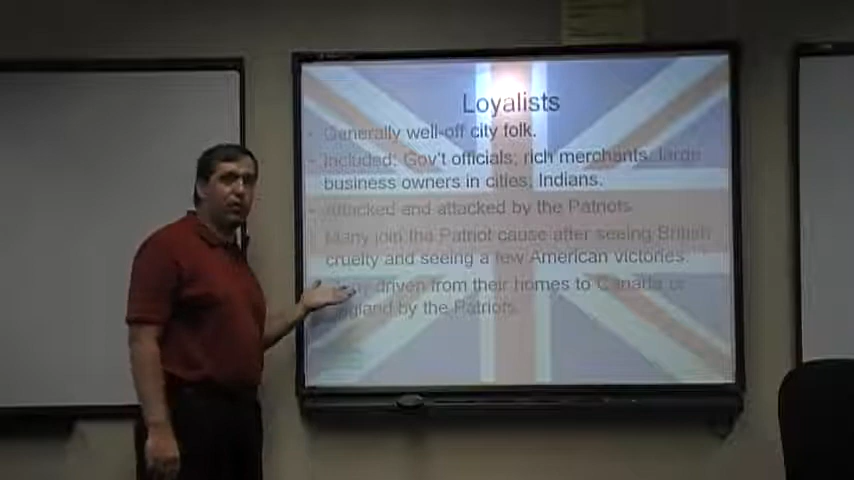 Loyalists
• Generally well-off city folk.
• Included: Gov't officials, rich merchants, large
business owners in cities, Indians.
• Attacked and attacked by the Patriots.
Many join the Patriot cause after seeing British
cruelty and seeing a few American victories.
driven from their homes to Canada or
England by the Patriots.